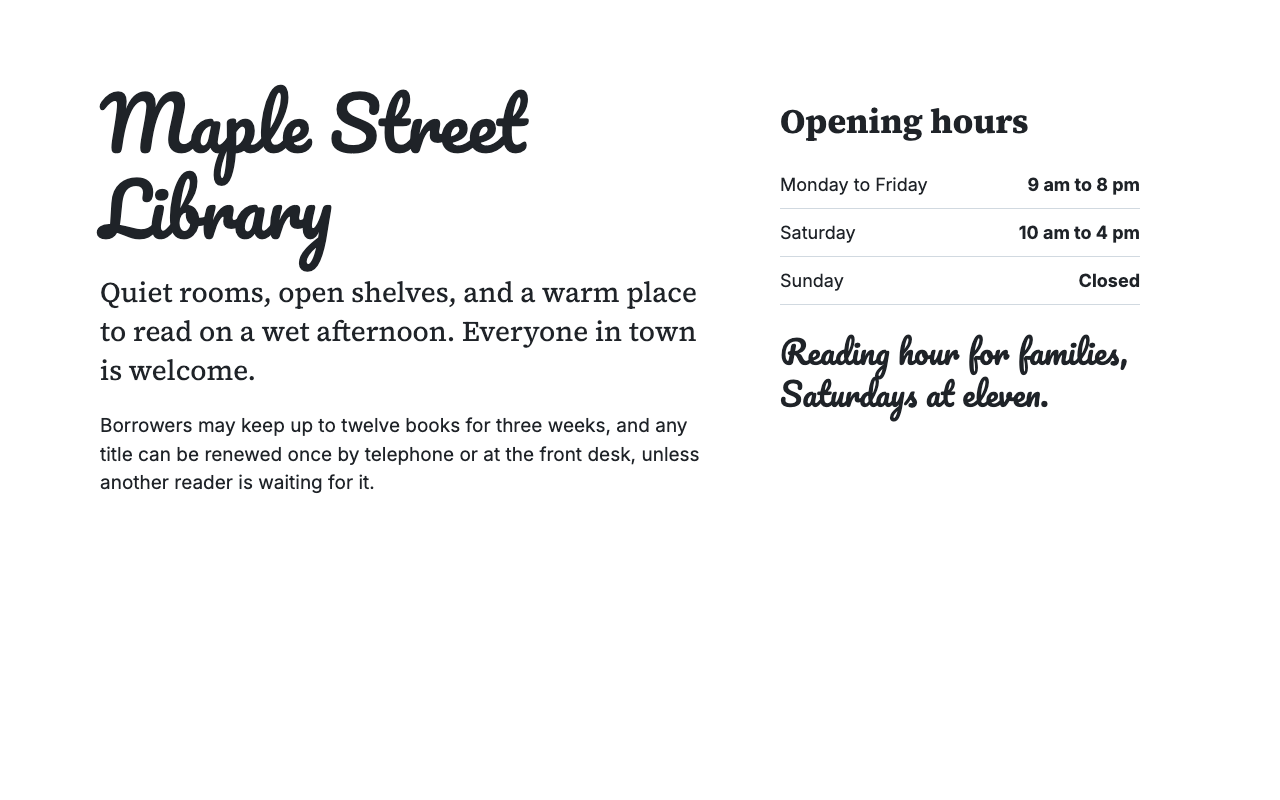 Maple Street
Library
Quiet rooms, open shelves, and a warm place
to read on a wet afternoon. Everyone in town
is welcome.
Borrowers may keep up to twelve books for three weeks, and any
title can be renewed once by telephone or at the front desk, unless
another reader is waiting for it.
Opening hours
Monday to Friday 9 am to 8 pm
Saturday 10 am to 4 pm
Sunday Closed
Reading hour for families,
Saturdays at eleven.